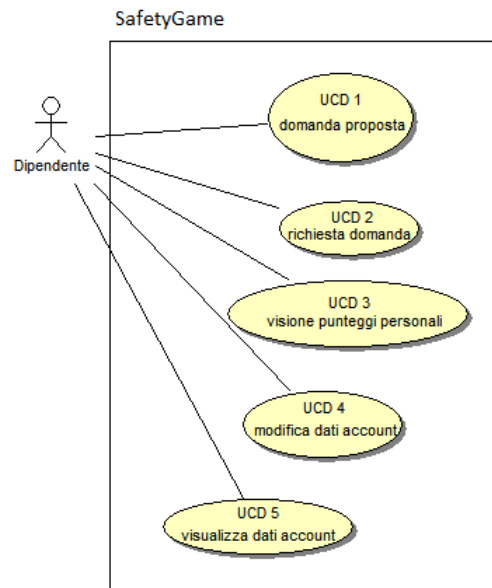 SafetyGame
UCD 1
domanda proposta
Dipendente
UCD 2
richiesta domanda
UCD 3
visione punteggi personali
UCD 4
modifica dati account
UCD 5
visualizza dati account